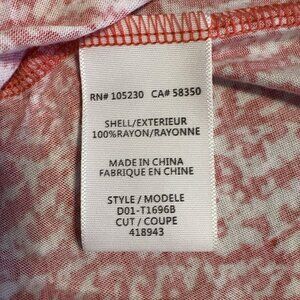 RN# 105230 CA# 58350
SHELL/EXTERIEUR
100%RAYON/RAYONNE
MADE IN CHINA
FABRIQUE EN CHINE
STYLE / MODELE
D01-T1696B
CUT / COUPE
418943